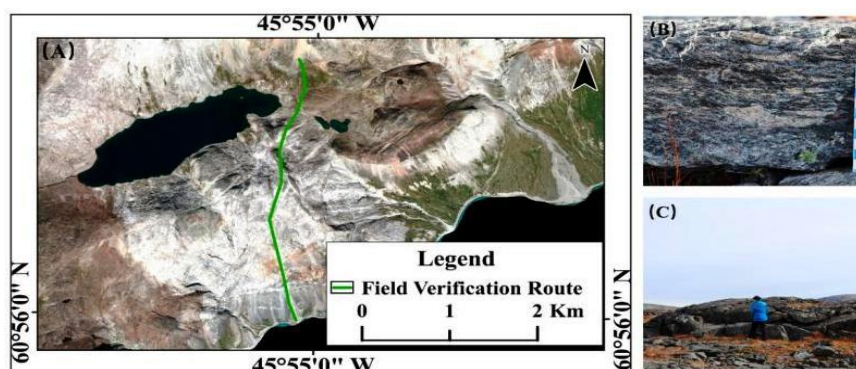 45°55'0" W
(A)
N
60°56'0" N
60°56'0" N
Legend
Field Verification Route
0 1 2 Km
45°55'0" W
(B)
(C)